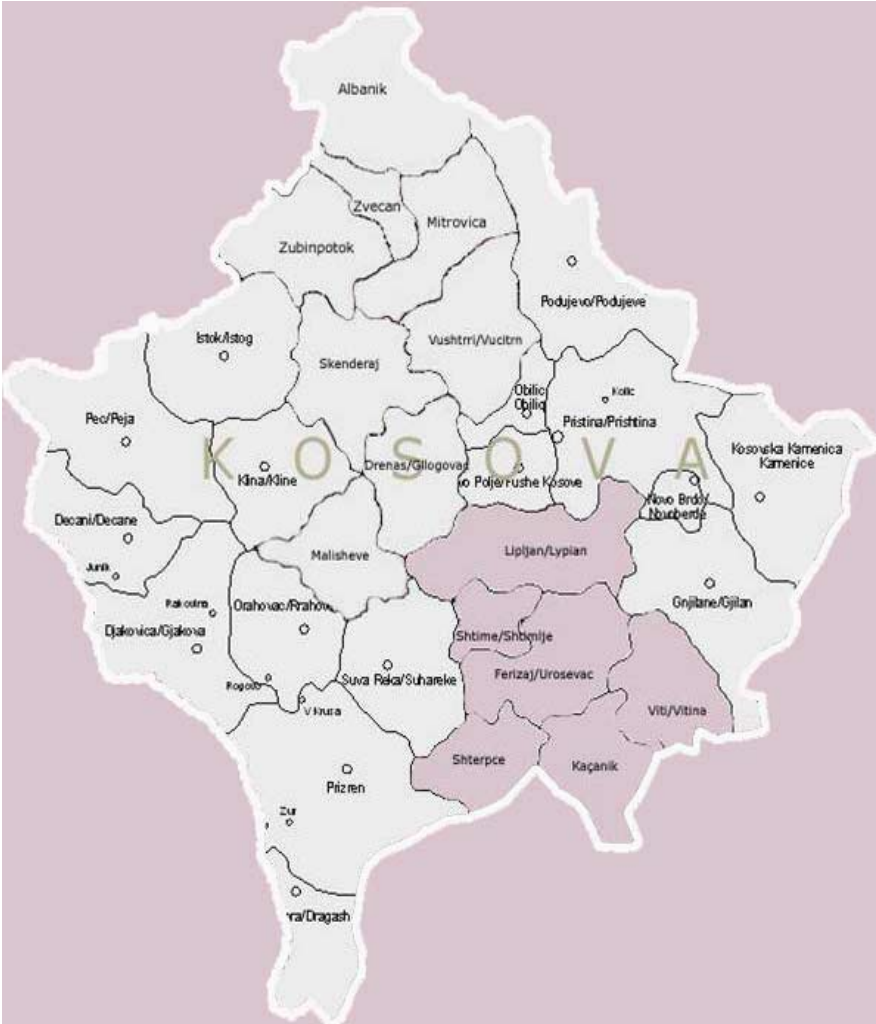 Albanik
Zvecan
Mitrovica
Zubinpotok
Podujevo/Podujeve
Istok/Istog
Vushtrri/Vucitrn
Skenderaj
Obilic
Obiliq
Kolic
Pec/Peja
Pristina/Prishtina
Kosovska Kamenica
Kamenice
KOSOVA
Drenas/Gllogovac
Klina/Kline
Polje/Fushe Kosove
Novo Brdo/
Novoberde
Decani/Decane
Malisheve
Lipljan/Lypian
Junik
Orahovac/Rrahov
Gnjilane/Gjilan
Djakovica/Gjakova
Shtime/Shtimlje
Ferizaj/Urosevac
Suva Reka/Suhareke
Rogovo
V Krusa
Viti/Vitina
Shterpce
Kaçanik
Prizren
Zur
ra/Dragash